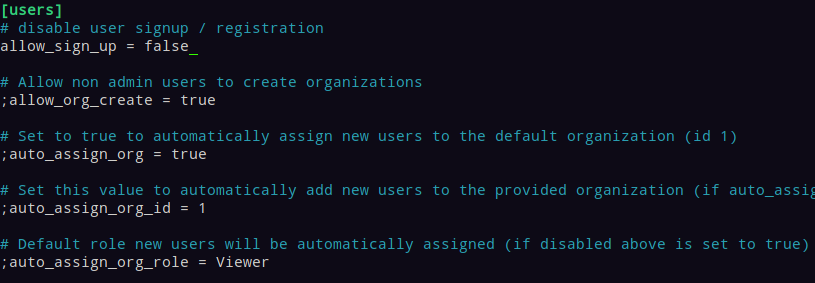 [users]
# disable user signup / registration
allow_sign_up = false_
# Allow non admin users to create organizations
;allow_org_create = true
# Set to true to automatically assign new users to the default organization (id 1)
;auto_assign_org = true
# Set this value to automatically add new users to the provided organization (if auto_assig
;auto_assign_org_id = 1
# Default role new users will be automatically assigned (if disabled above is set to true)
;auto_assign_org_role = Viewer